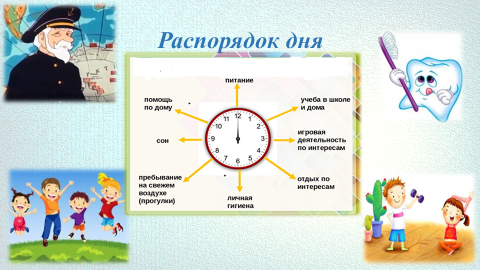 Распорядок дня
питание
помощь
по дому
учеба в школе
и дома
11 12 1
10 2
9 3
8 4
7 6 5
сон
игровая
деятельность
по интересам
пребывание
на свежем
воздухе
(прогулки)
отдых по
интересам
личная
гигиена